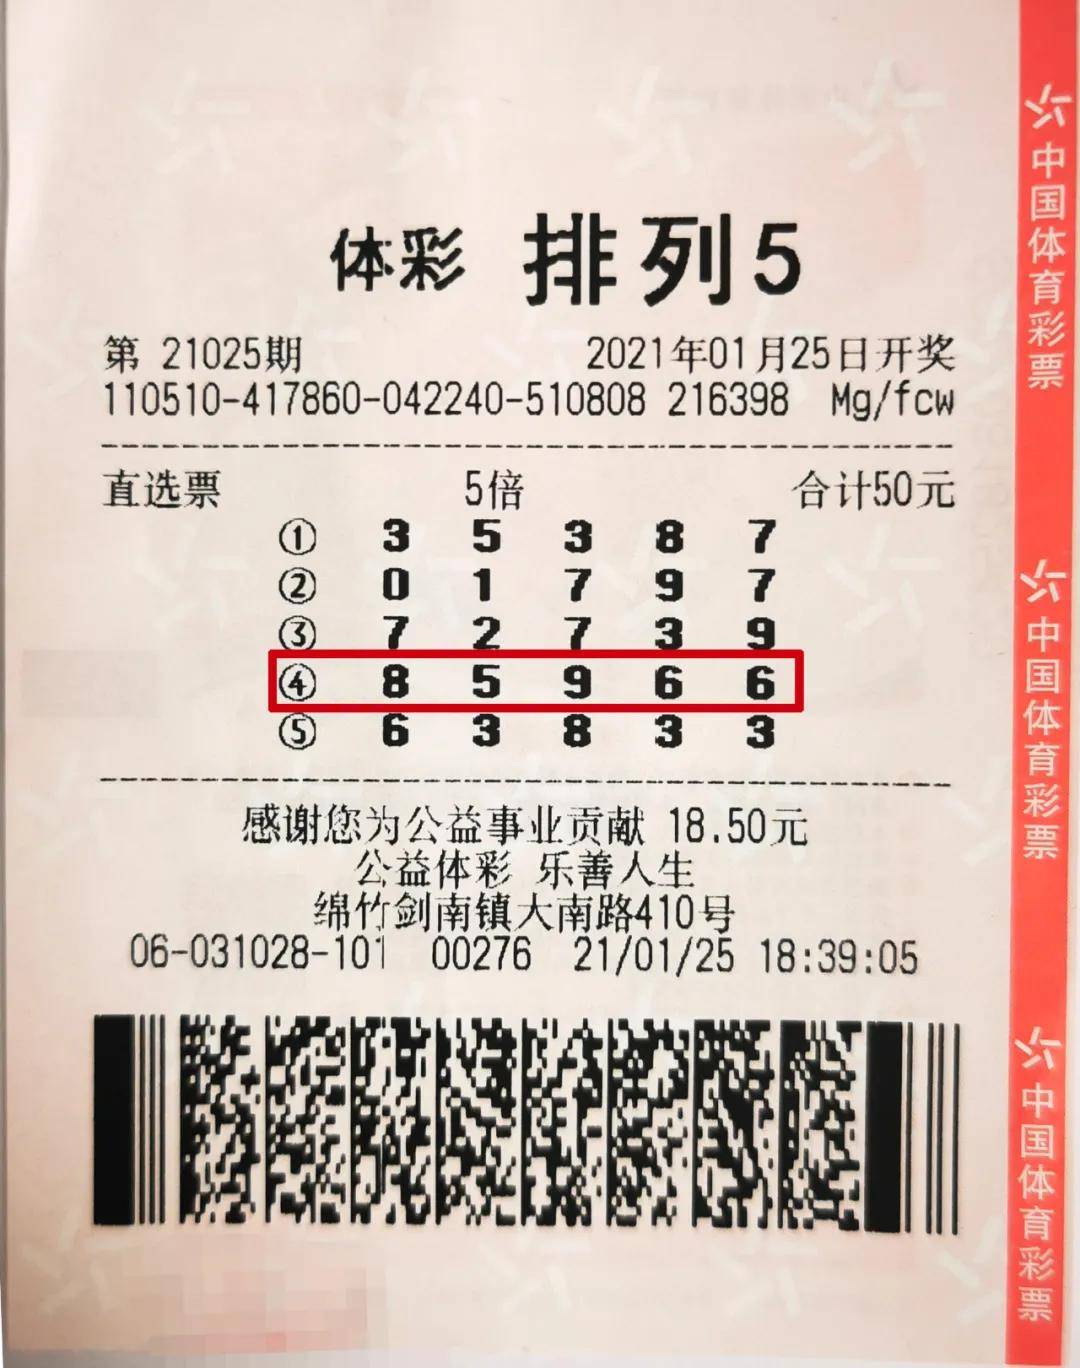 体彩 排列5
第 21025期 2021年01月25日开奖
110510-417860-042240-510808 216398 Mg/fcw
直选票 5倍 合计50元
① 3 5 3 8 7
② 0 1 7 9 7
③ 7 2 7 3 9
④ 8 5 9 6 6
⑤ 6 3 8 3 3
感谢您为公益事业贡献 18.50元
公益体彩 乐善人生
绵竹剑南镇大南路410号
06-031028-101 00276 21/01/25 18:39:05
中国体育彩票
中国体育彩票
中国体育彩票